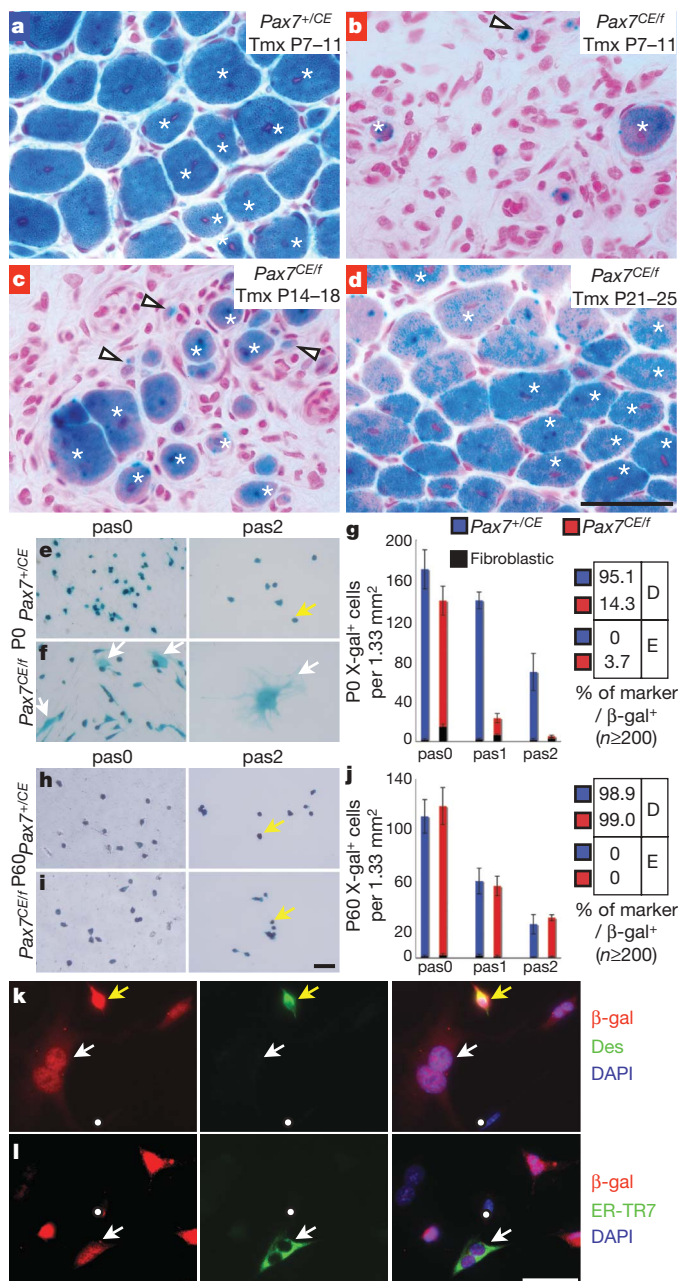 a
Pax7+/CE
Tmx P7–11
b
Pax7CE/f
Tmx P7–11
c
Pax7CE/f
Tmx P14–18
d
Pax7CE/f
Tmx P21–25
pas0
pas2
e
f
P0
Pax7+/CE
Pax7CE/f
g
Pax7+/CE
Pax7CE/f
Fibroblastic
P0 X-gal+ cells
per 1.33 mm2
200
160
120
80
40
0
pas0
pas1
pas2
95.1
14.3
D
0
3.7
E
% of marker
/ β-gal+
(n≥200)
pas0
pas2
h
i
P60
Pax7+/CE
Pax7CE/f
j
P60 X-gal+ cells
per 1.33 mm2
140
100
60
20
0
pas0
pas1
pas2
98.9
99.0
D
0
0
E
% of marker
/ β-gal+
(n≥200)
k
β-gal
Des
DAPI
l
β-gal
ER-TR7
DAPI